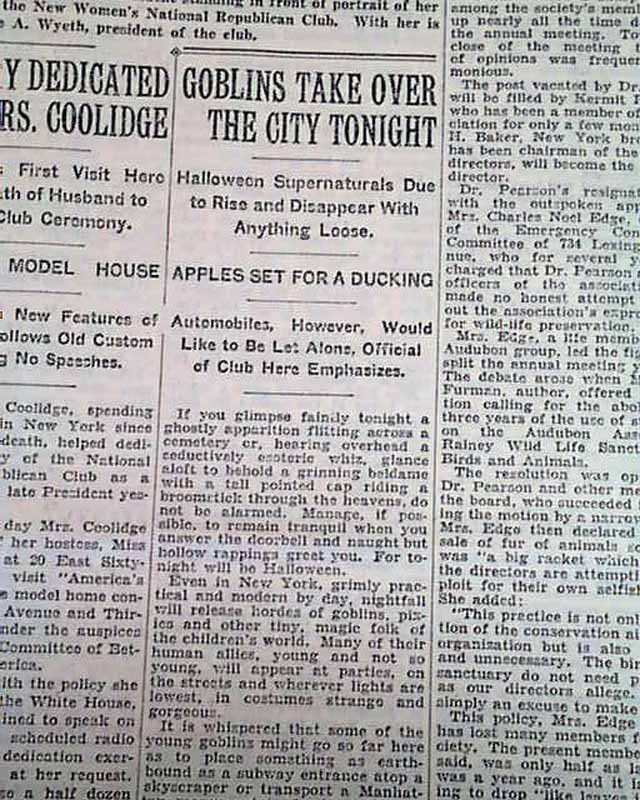 the New Women's National Republican Club. With her is
A. Wyeth, president of the club.
Y DEDICATED
RS. COOLIDGE
First Visit Here
th of Husband to
Club Ceremony.
MODEL HOUSE
New Features of
ollows Old Custom
g No Speeches.
Coolidge, spending
in New York since
death, helped dedi-
y of the National
blican Club as a
late President yes-
day Mrs. Coolidge
her hostess, Miss
at 20 East Sixty-
visit "America's
model home con-
Avenue and Thir-
nder the auspices
Committee of Bet-
erica.
ith the policy she
the White House,
ined to speak on
scheduled radio
dedication exer-
at her request.
a half dozen
GOBLINS TAKE OVER
THE CITY TONIGHT
Halloween Supernaturals Due
to Rise and Disappear With
Anything Loose.
APPLES SET FOR A DUCKING
Automobiles, However, Would
Like to Be Let Alone, Official
of Club Here Emphasizes.
If you glimpse faintly tonight a
ghostly apparition flitting across a
cemetery or, hearing overhead a
seductively esoteric whiz, glance
aloft to behold a grinning beldame
with a tall pointed cap riding a
broomstick through the heavens, do
not be alarmed. Manage, if pos-
sible, to remain tranquil when you
answer the doorbell and naught but
hollow rappings greet you. For to-
night will be Halloween.
Even in New York, grimly prac-
tical and modern by day, nightfall
will release hordes of goblins, pix-
ies and other tiny, magic folk of
the children's world. Many of their
human allies, young and not so
young, will appear at parties, on
the streets and wherever lights are
lowest, in costumes strange and
gorgeous.
It is whispered that some of the
young goblins might go so far here
as to place something as earth-
bound as a subway entrance atop a
skyscraper or transport a Manhat-
among the society's mem
up nearly all the time d
the annual meeting. To
close of the meeting
of opinions was frequen
monious.
The post vacated by Dr.
will be filled by Kermit
who has been a member of
ciation for only a few mon
H. Baker, New York bro
has been chairman of the
directors, will become the
director.
Dr. Pearson's resignat
with the outspoken app
Mrs. Charles Noel Edge,
of the Emergency Con
Committee of 734 Lexing
nue, who for several y
charged that Dr. Pearson
officers of the associati
made no honest attempt
out the association's expre
for wild-life preservation.
Mrs. Edge, a life memb
Audubon group, led the fi
split the annual meeting y
The debate arose when
Furman, author, offered
tion calling for the abo
three years of the use of s
on the Audubon Ass
Rainey Wild Life Sanct
Birds and Animals.
The resolution was op
Dr. Pearson and other me
the board, who succeeded
ing the motion by a narro
Mrs. Edge then declared
sale of fur of animals so
was "a big racket which
the directors are attempti
ploit for their own selfis
She added:
"This practice is not onl
tion of the conservation ai
organization but is also
and unnecessary. The bir
sanctuary do not need p
as our directors allege.
simply an excuse to make
This policy, Mrs. Edge
has lost many members f
ciety. The present membe
said, was only half as l
was a year ago, and it
ing to drop "like leaves